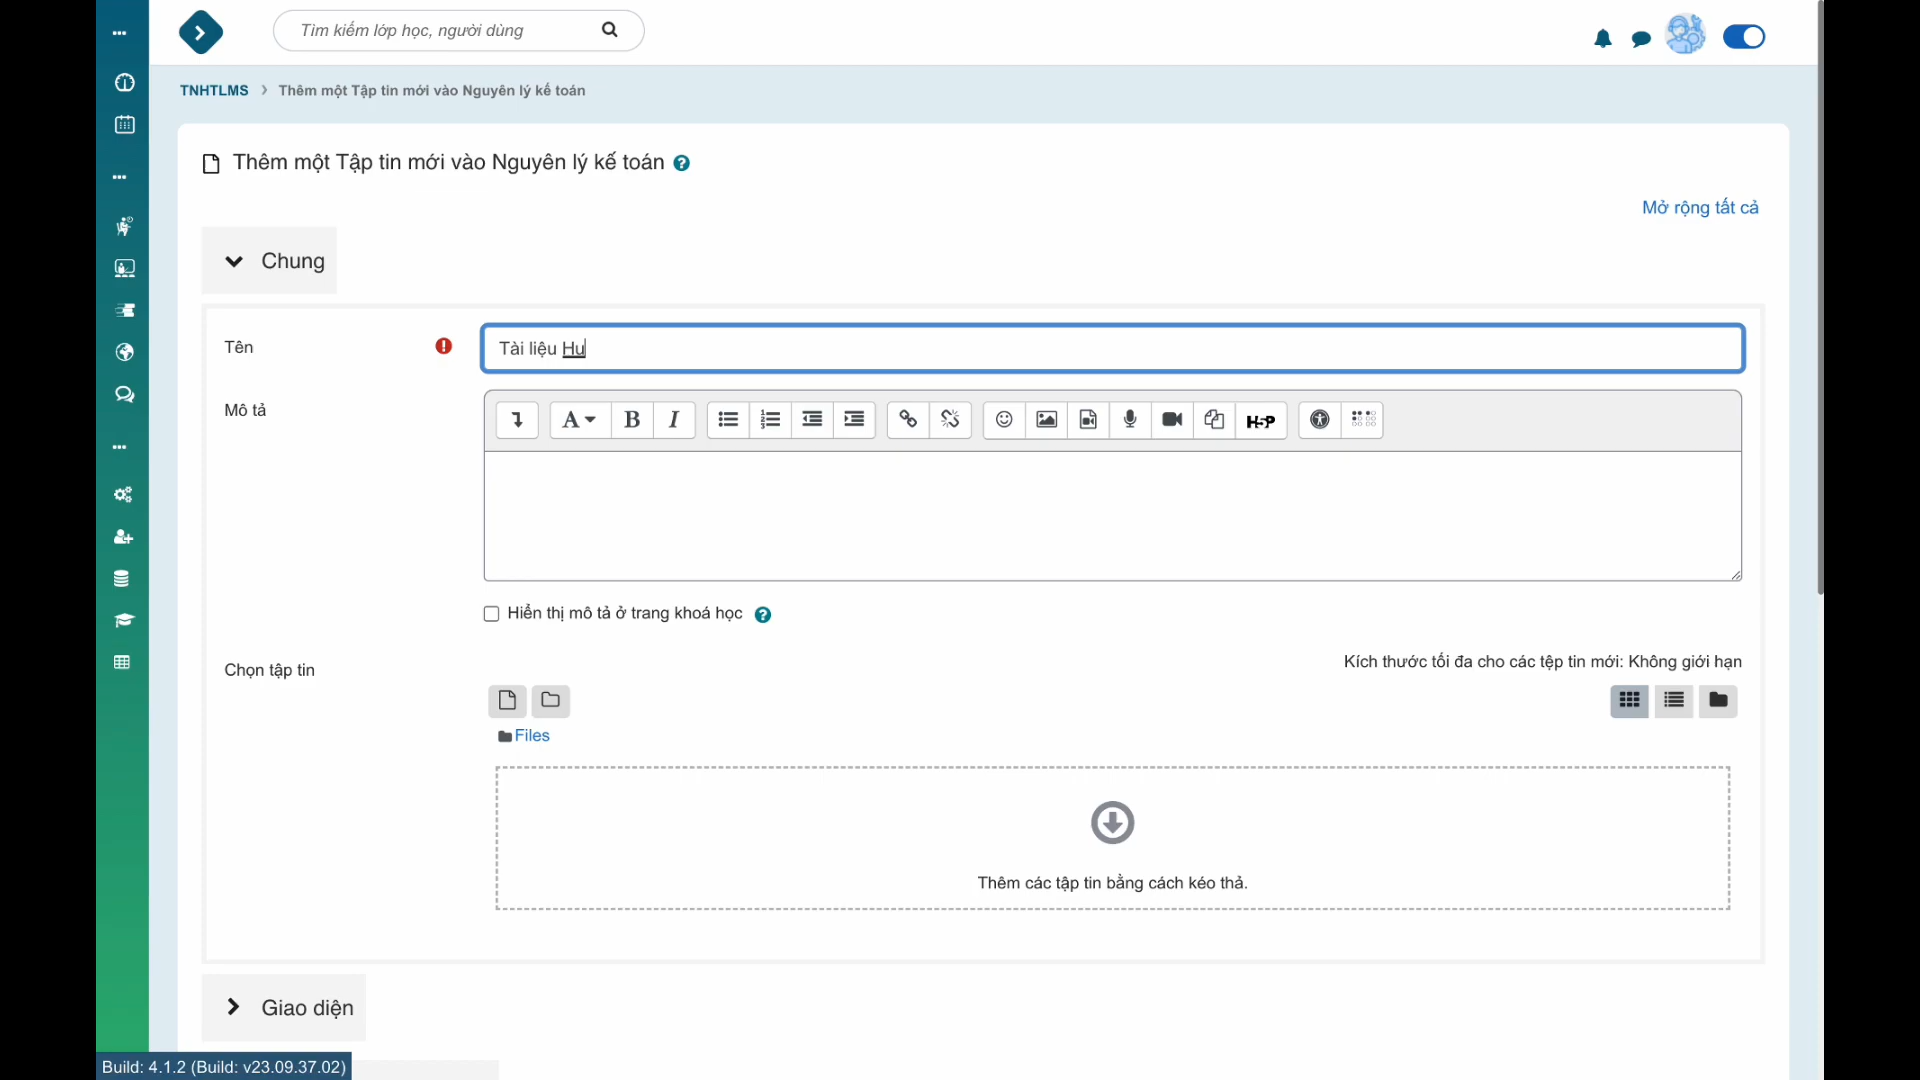 Tìm kiếm lớp học, người dùng
TNHTLMS › Thêm một Tập tin mới vào Nguyên lý kế toán
Thêm một Tập tin mới vào Nguyên lý kế toán
Mở rộng tất cả
Chung
Tên
Tài liệu Hu
Mô tả
A B I H5P
Hiển thị mô tả ở trang khoá học
Chọn tập tin
Kích thước tối đa cho các tệp tin mới: Không giới hạn
Files
Thêm các tập tin bằng cách kéo thả.
Giao diện
Build: 4.1.2 (Build: v23.09.37.02)